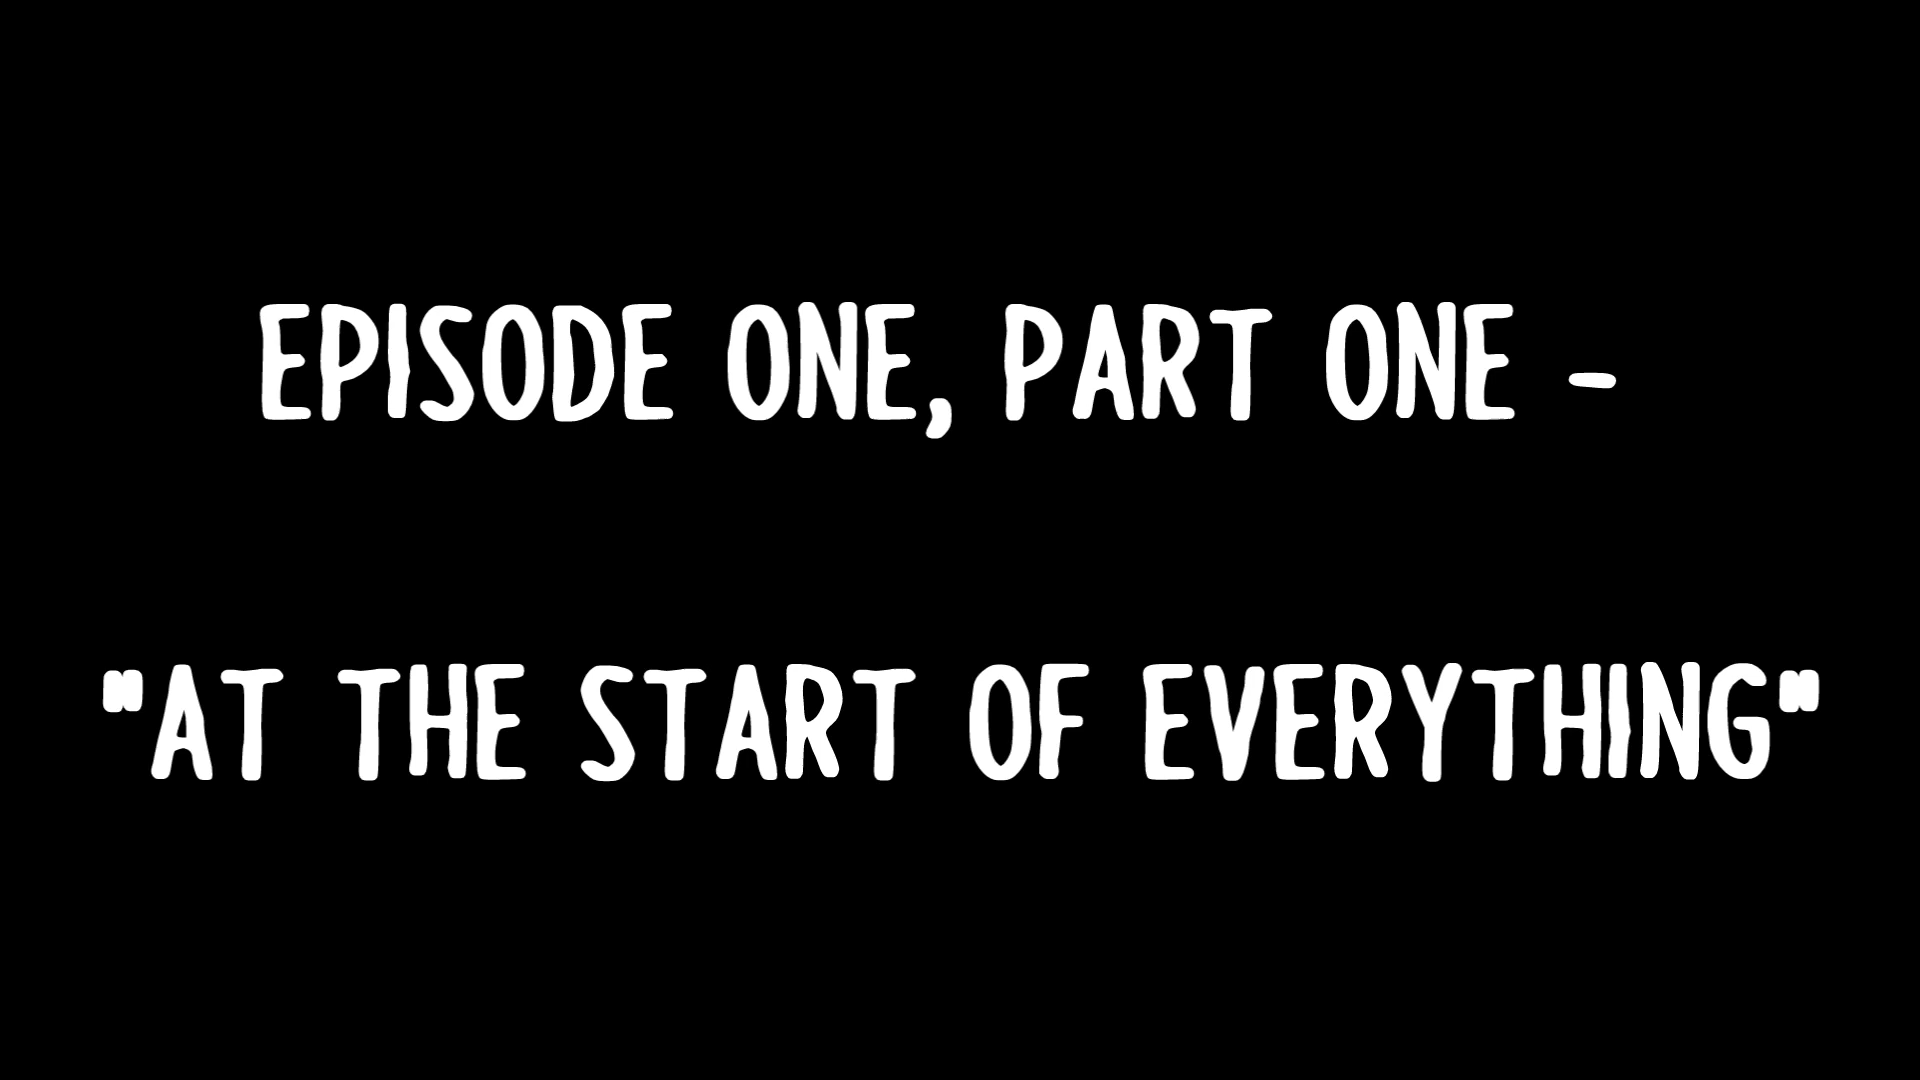 EPISODE ONE, PART ONE -
"AT THE START OF EVERYTHING"